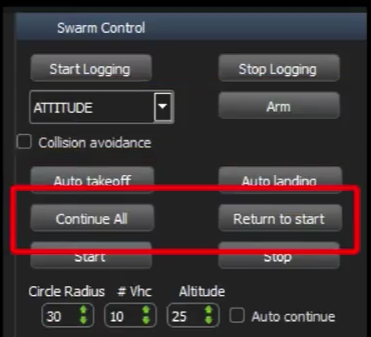 Swarm Control
Start Logging Stop Logging
ATTITUDE Arm
Collision avoidance
Auto takeoff Auto landing
Continue All Return to start
Start Stop
Circle Radius # Vhc Altitude
30 10 25 Auto continue